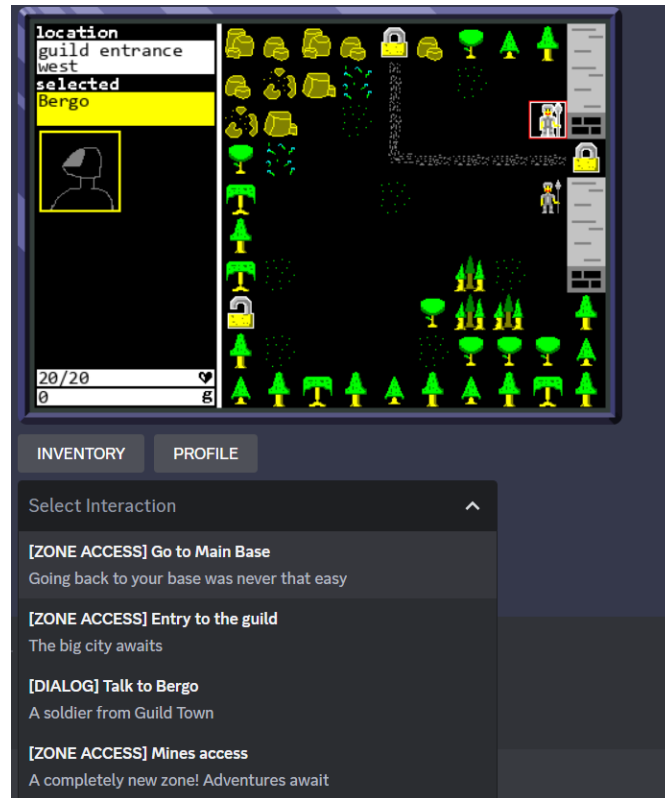 location
guild entrance
west
selected
Bergo
20/20
0 g
INVENTORY PROFILE
Select Interaction
[ZONE ACCESS] Go to Main Base
Going back to your base was never that easy
[ZONE ACCESS] Entry to the guild
The big city awaits
[DIALOG] Talk to Bergo
A soldier from Guild Town
[ZONE ACCESS] Mines access
A completely new zone! Adventures await